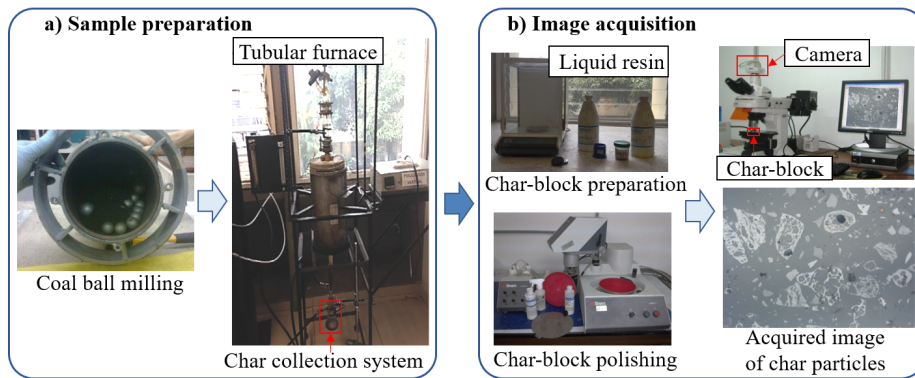 a) Sample preparation
Tubular furnace
Coal ball milling
Char collection system
b) Image acquisition
Liquid resin
Char-block preparation
Char-block polishing
Camera
Char-block
Acquired image
of char particles